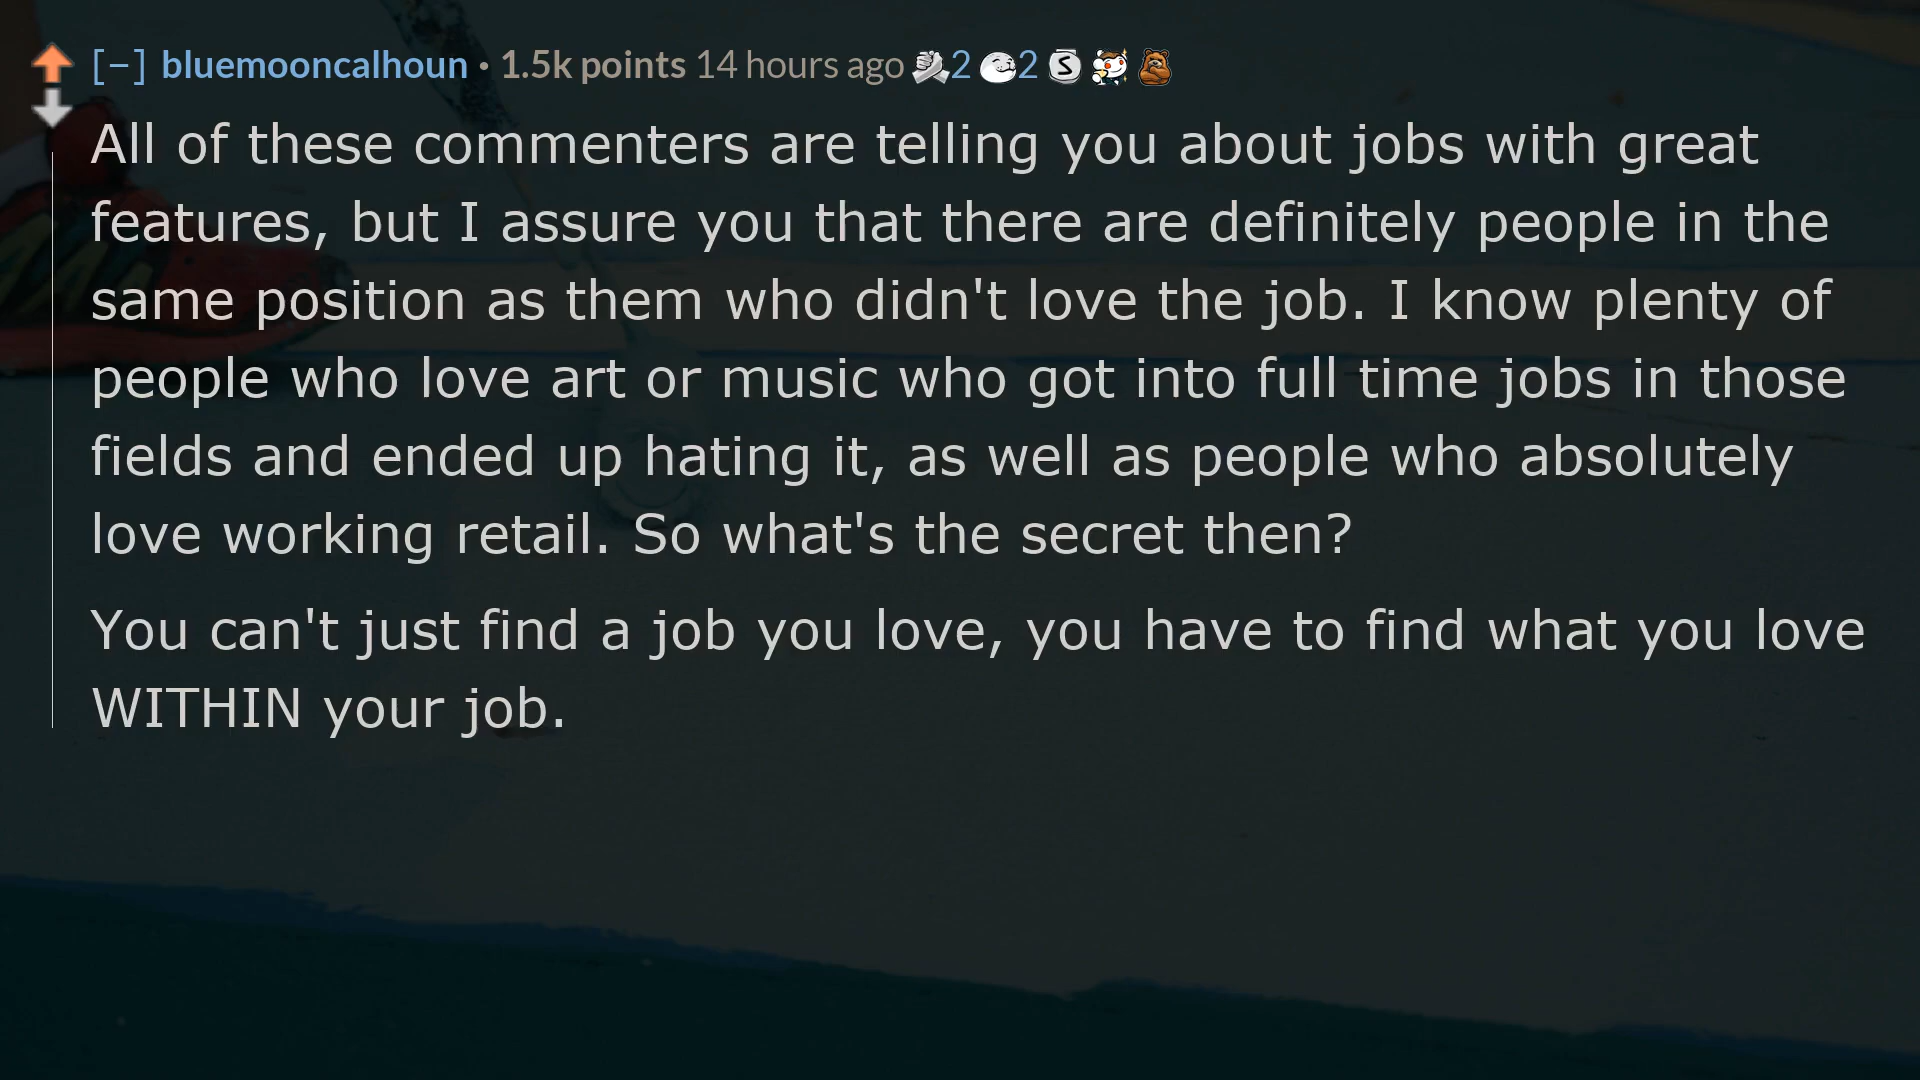 [−] bluemooncalhoun • 1.5k points 14 hours ago 2 2 S
All of these commenters are telling you about jobs with great
features, but I assure you that there are definitely people in the
same position as them who didn't love the job. I know plenty of
people who love art or music who got into full time jobs in those
fields and ended up hating it, as well as people who absolutely
love working retail. So what's the secret then?
You can't just find a job you love, you have to find what you love
WITHIN your job.